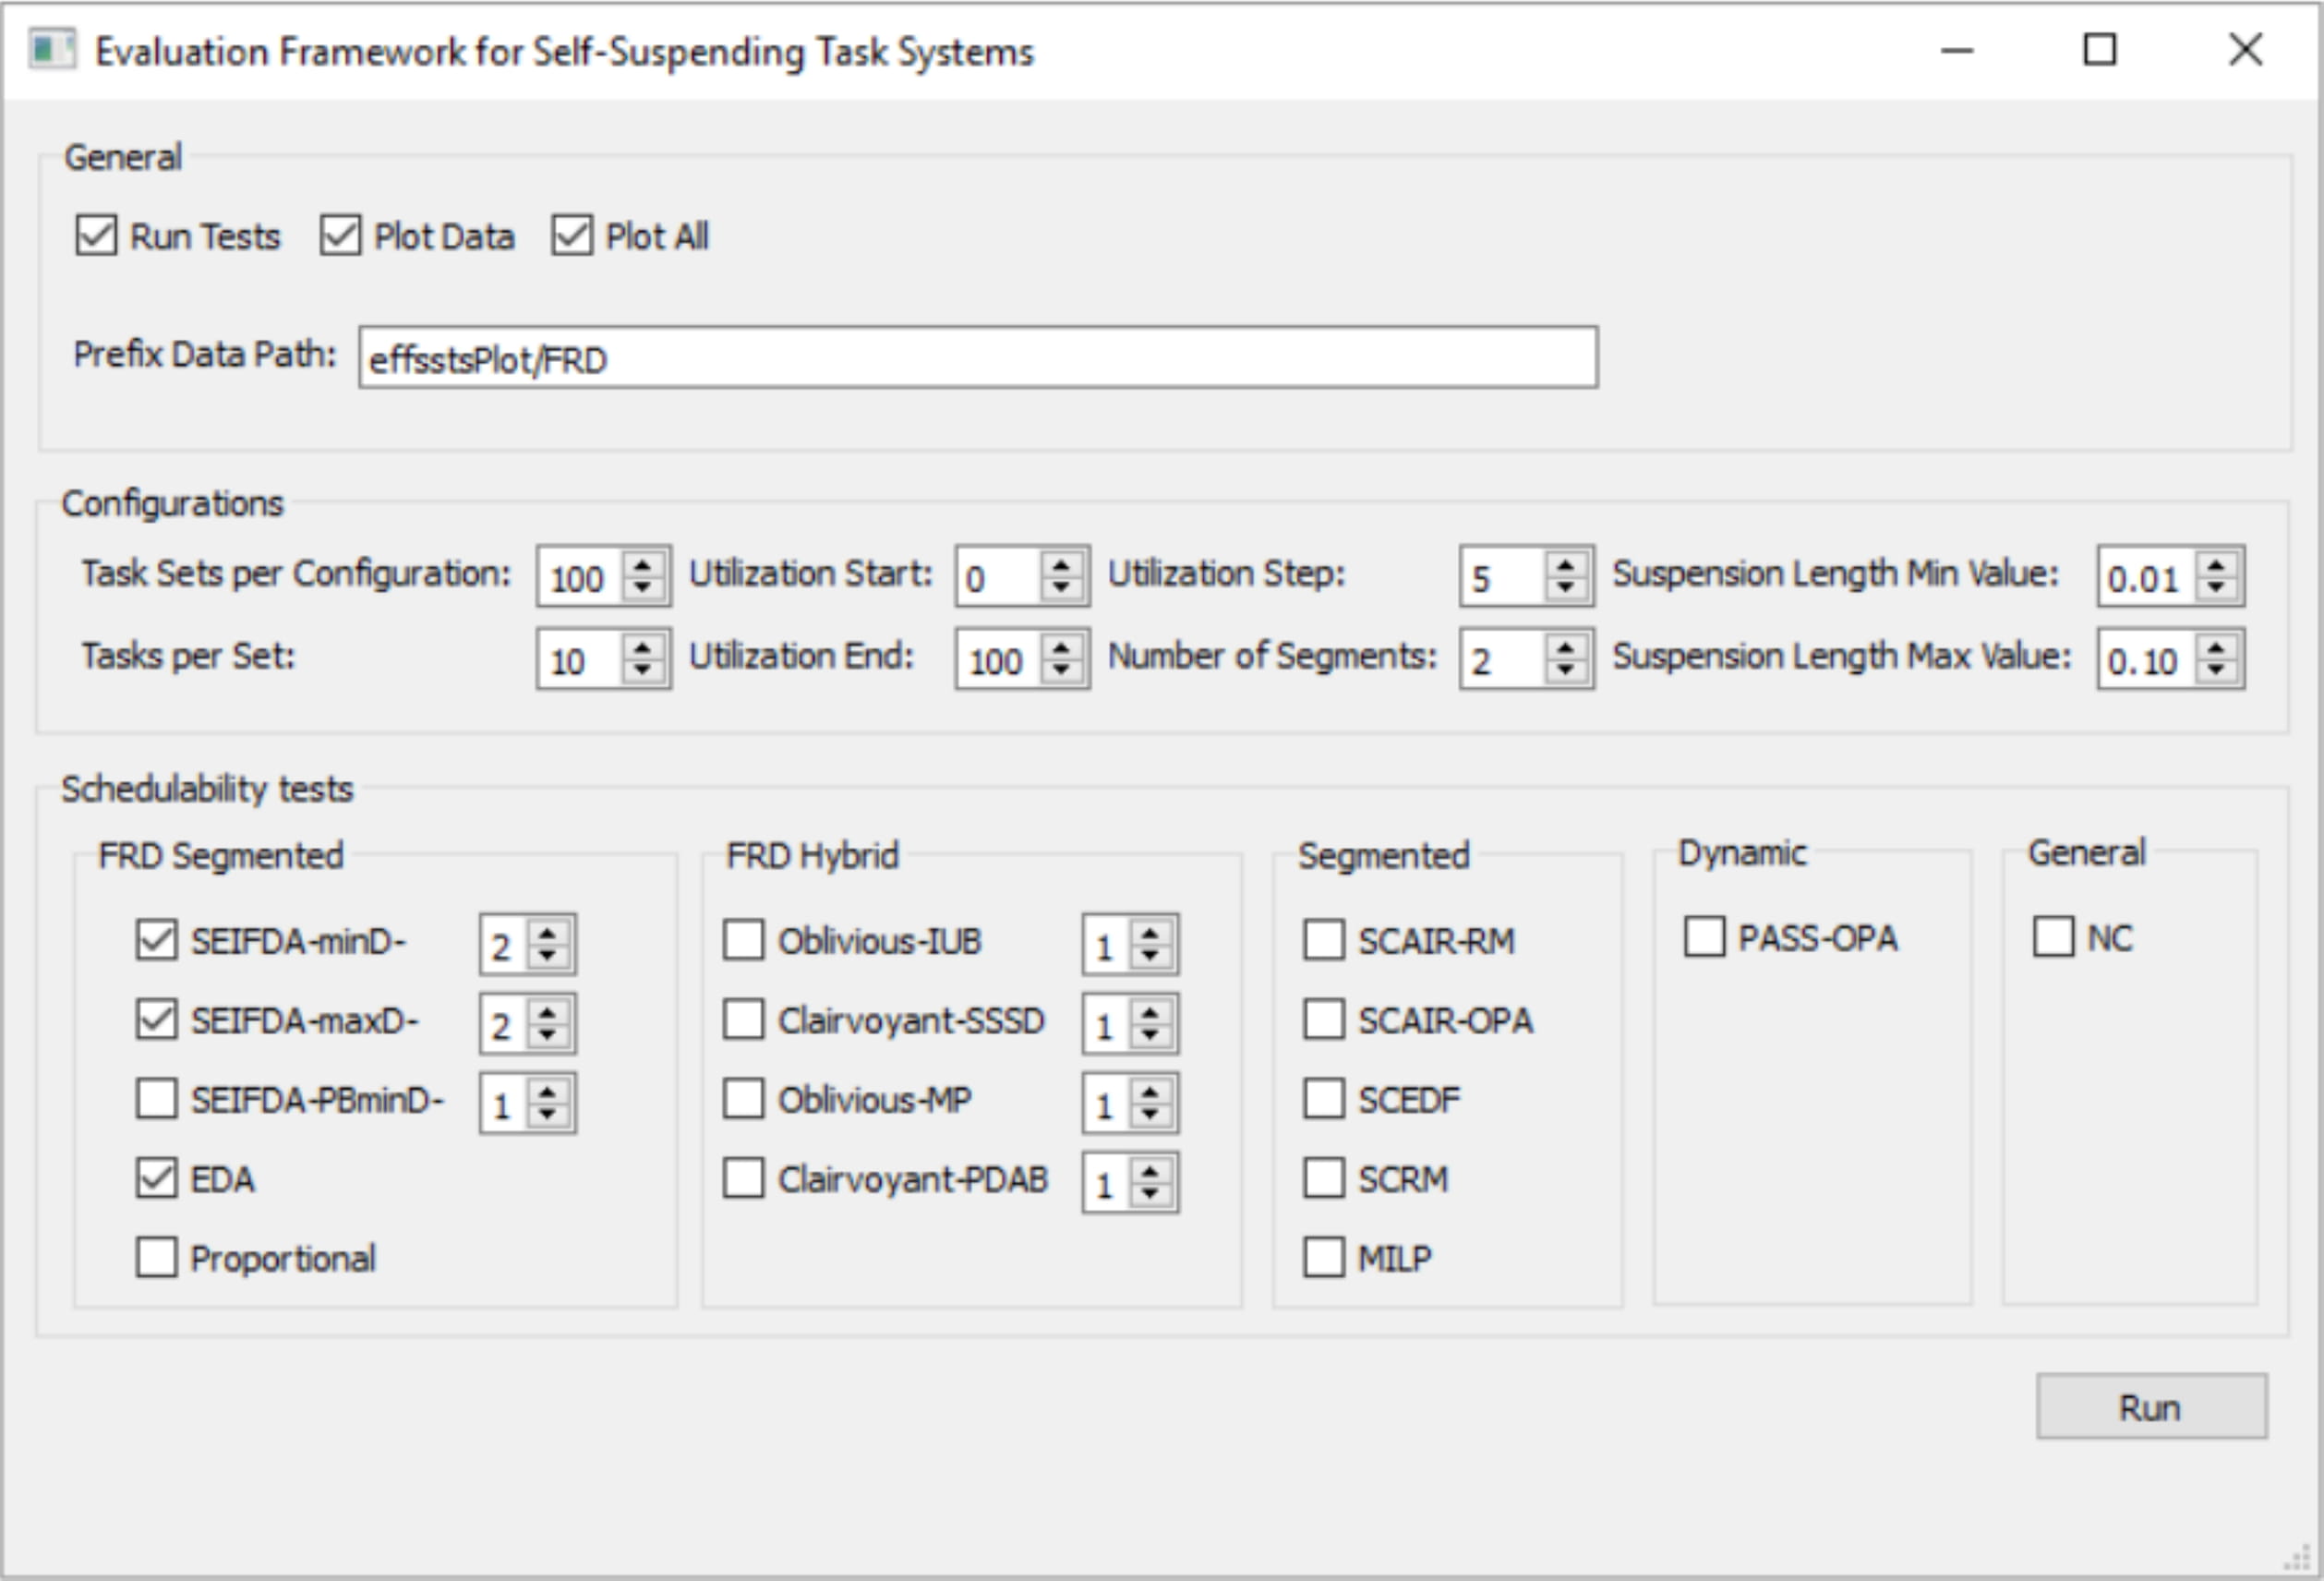 Evaluation Framework for Self-Suspending Task Systems
General
Run Tests Plot Data Plot All
Prefix Data Path: effsstsPlot/FRD
Configurations
Task Sets per Configuration: 100 Utilization Start: 0 Utilization Step: 5 Suspension Length Min Value: 0.01
Tasks per Set: 10 Utilization End: 100 Number of Segments: 2 Suspension Length Max Value: 0.10
Schedulability tests
FRD Segmented
SEIFDA-minD- 2
SEIFDA-maxD- 2
SEIFDA-PBminD- 1
EDA
Proportional
FRD Hybrid
Oblivious-IUB 1
Clairvoyant-SSSD 1
Oblivious-MP 1
Clairvoyant-PDAB 1
Segmented
SCAIR-RM
SCAIR-OPA
SCEDF
SCRM
MILP
Dynamic
PASS-OPA
General
NC
Run